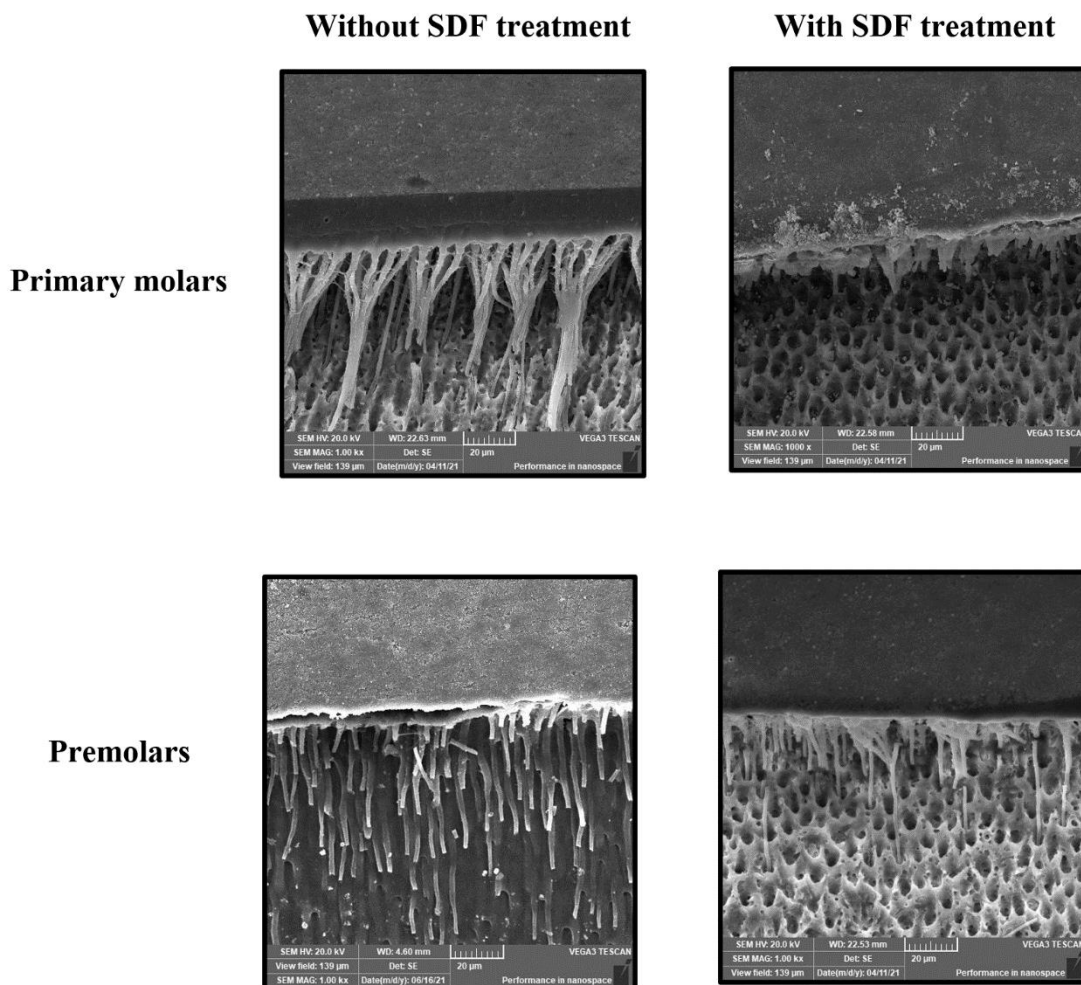 Without SDF treatment
With SDF treatment
Primary molars
SEM HV: 20.0 kV WD: 22.63 mm VEGA3 TESCAN
SEM MAG: 1.00 kx Det: SE 20 µm
View field: 139 µm Date(m/d/y): 04/11/21 Performance in nanospace
SEM HV: 20.0 kV WD: 22.58 mm VEGA3 TESCAN
SEM MAG: 1000 x Det: SE 20 µm
View field: 139 µm Date(m/d/y): 04/11/21 Performance in nanospace
Premolars
SEM HV: 20.0 kV WD: 4.60 mm VEGA3 TESCAN
View field: 139 µm Det: SE 20 µm
SEM MAG: 1.00 kx Date(m/d/y): 06/16/21 Performance in nanospace
SEM HV: 20.0 kV WD: 22.53 mm VEGA3 TESCAN
SEM MAG: 1.00 kx Det: SE 20 µm
View field: 139 µm Date(m/d/y): 04/11/21 Performance in nanospace